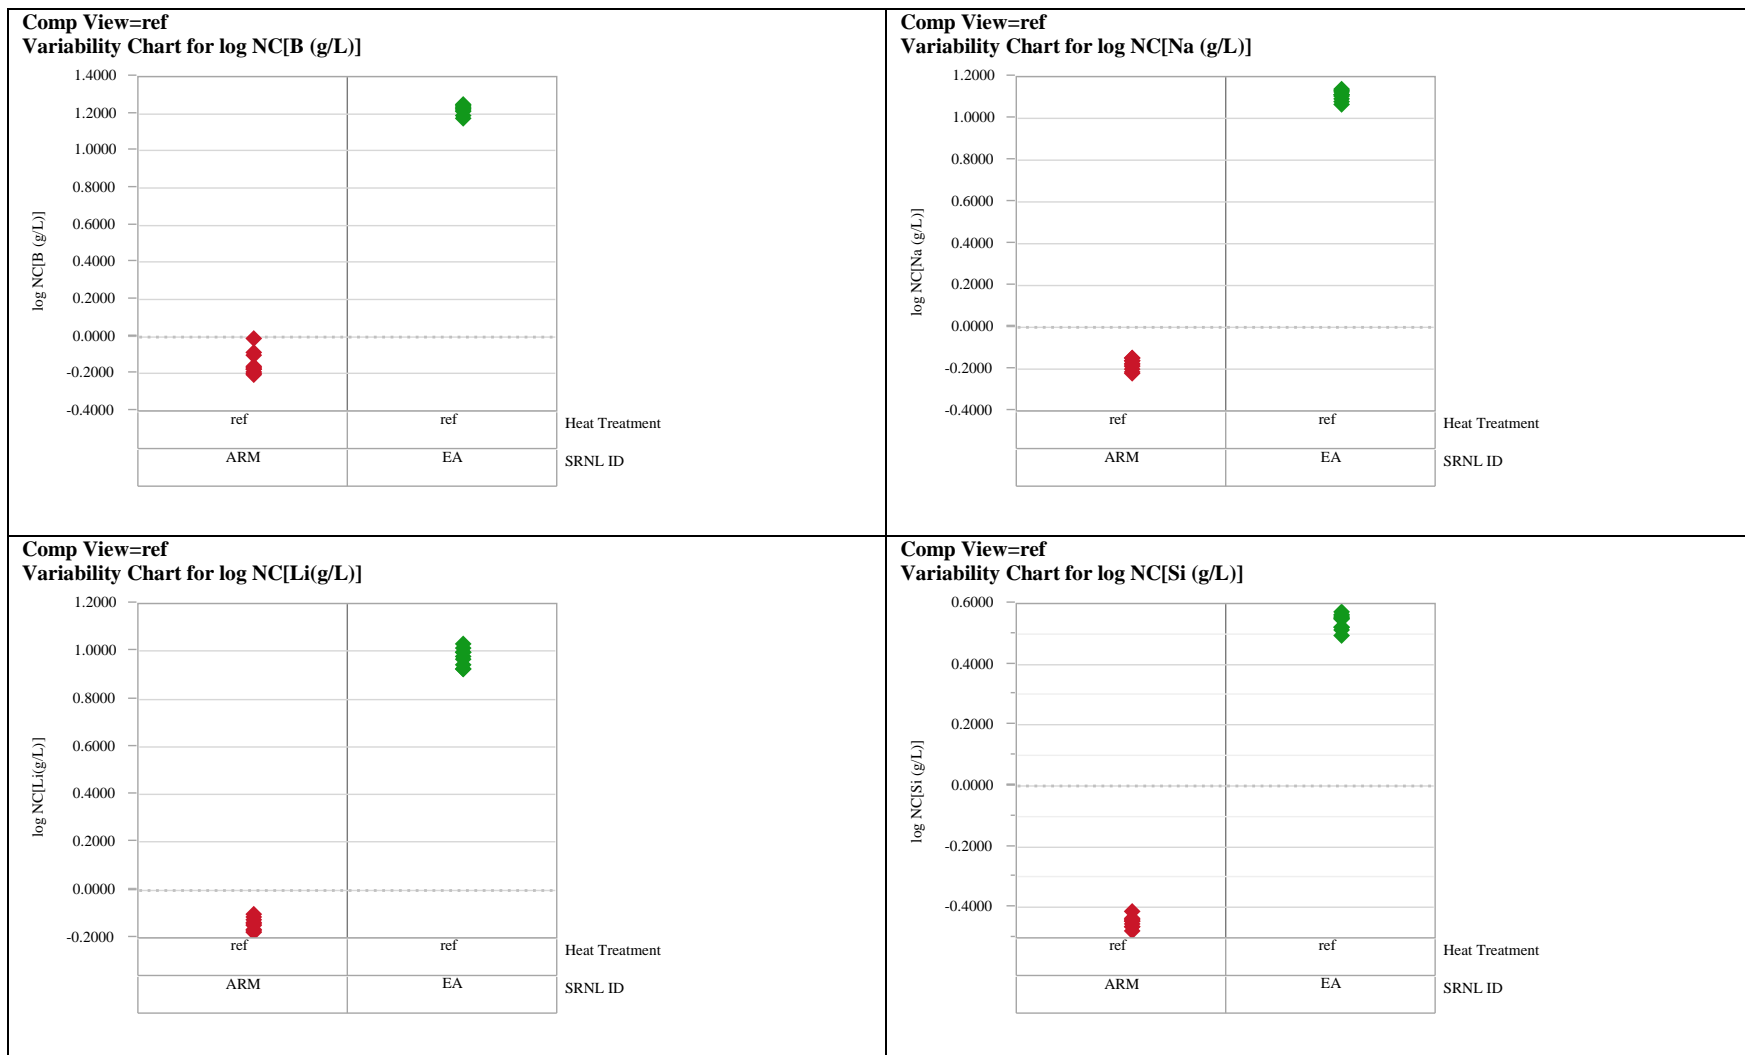 Comp View=ref
Variability Chart for log NC[B (g/L)]
1.4000
1.2000
1.0000
0.8000
0.6000
0.4000
0.2000
0.0000
-0.2000
-0.4000
log NC[B (g/L)]
ref ref Heat Treatment
ARM EA SRNL ID
Comp View=ref
Variability Chart for log NC[Na (g/L)]
1.2000
1.0000
0.8000
0.6000
0.4000
0.2000
0.0000
-0.2000
-0.4000
log NC[Na (g/L)]
ref ref Heat Treatment
ARM EA SRNL ID
Comp View=ref
Variability Chart for log NC[Li(g/L)]
1.2000
1.0000
0.8000
0.6000
0.4000
0.2000
0.0000
-0.2000
log NC[Li(g/L)]
ref ref Heat Treatment
ARM EA SRNL ID
Comp View=ref
Variability Chart for log NC[Si (g/L)]
0.6000
0.4000
0.2000
0.0000
-0.2000
-0.4000
log NC[Si (g/L)]
ref ref Heat Treatment
ARM EA SRNL ID